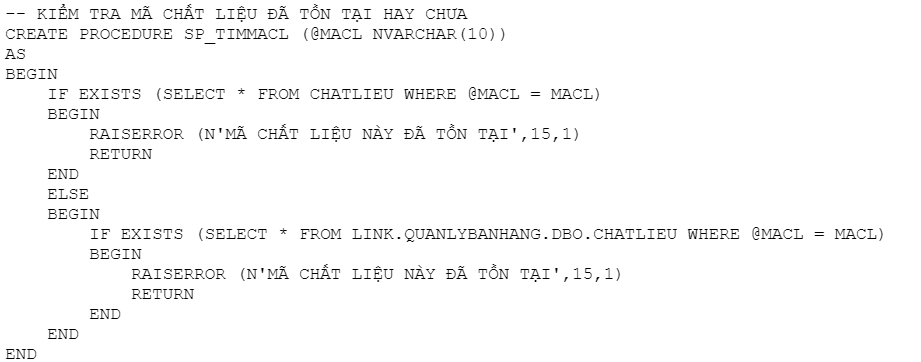 -- KIỂM TRA MÃ CHẤT LIỆU ĐÃ TỒN TẠI HAY CHƯA
CREATE PROCEDURE SP_TIMMACL (@MACL NVARCHAR(10))
AS
BEGIN
    IF EXISTS (SELECT * FROM CHATLIEU WHERE @MACL = MACL)
    BEGIN
        RAISERROR (N'MÃ CHẤT LIỆU NÀY ĐÃ TỒN TẠI',15,1)
        RETURN
    END
    ELSE
    BEGIN
        IF EXISTS (SELECT * FROM LINK.QUANLYBANHANG.DBO.CHATLIEU WHERE @MACL = MACL)
        BEGIN
            RAISERROR (N'MÃ CHẤT LIỆU NÀY ĐÃ TỒN TẠI',15,1)
            RETURN
        END
    END
END